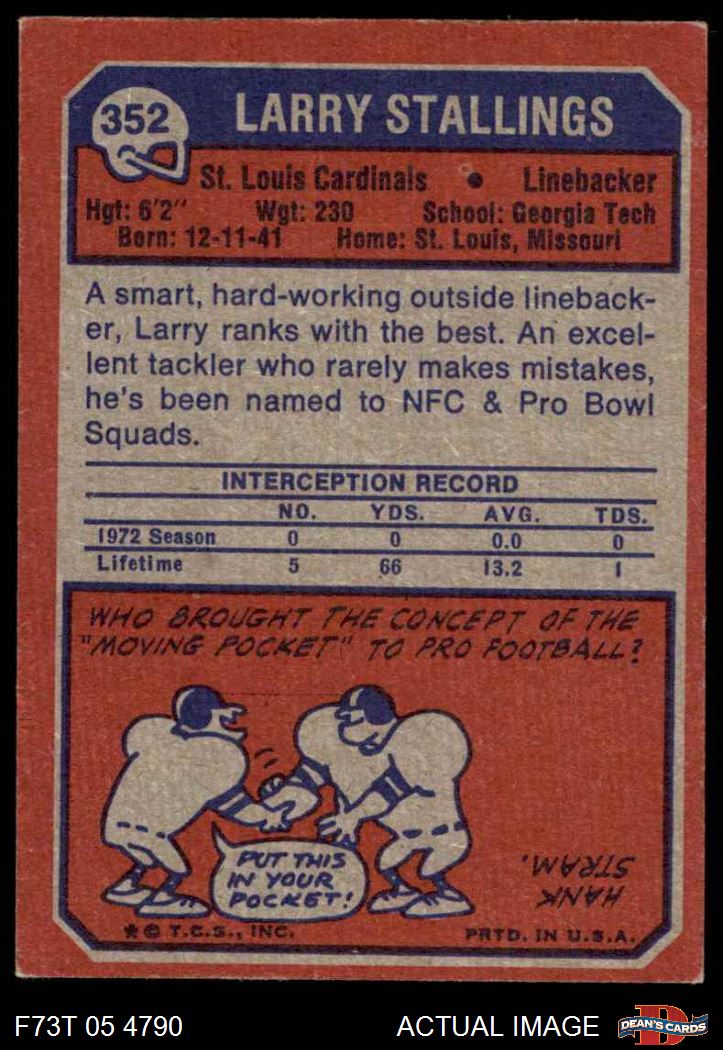 352
LARRY STALLINGS
St. Louis Cardinals • Linebacker
Hgt: 6'2" Wgt: 230 School: Georgia Tech
Born: 12-11-41 Home: St. Louis, Missouri
A smart, hard-working outside lineback-
er, Larry ranks with the best. An excel-
lent tackler who rarely makes mistakes,
he's been named to NFC & Pro Bowl
Squads.
INTERCEPTION RECORD
NO. YDS. AVG. TDS.
1972 Season 0 0 0.0 0
Lifetime 5 66 13.2 1
WHO BROUGHT THE CONCEPT OF THE
"MOVING POCKET" TO PRO FOOTBALL?
PUT THIS
IN YOUR
POCKET!
HANK
STRAM.
★ © T.C.G., INC. PRTD. IN U.S.A.
F73T 05 4790 ACTUAL IMAGE
D
DEAN'S CARDS